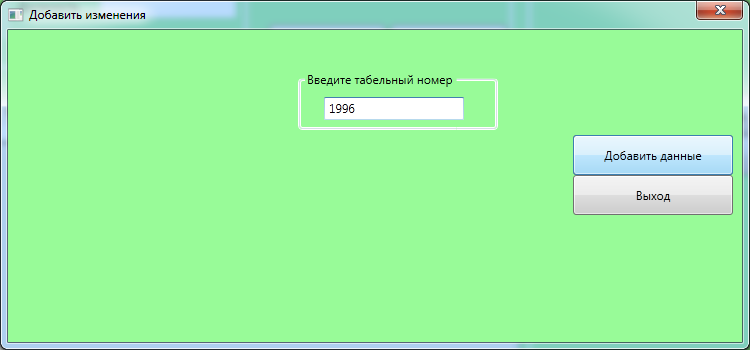 Добавить изменения
Введите табельный номер
1996
Добавить данные
Выход